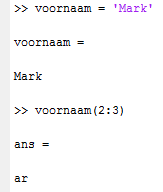 >> voornaam = 'Mark'
voornaam =
Mark
>> voornaam(2:3)
ans =
ar